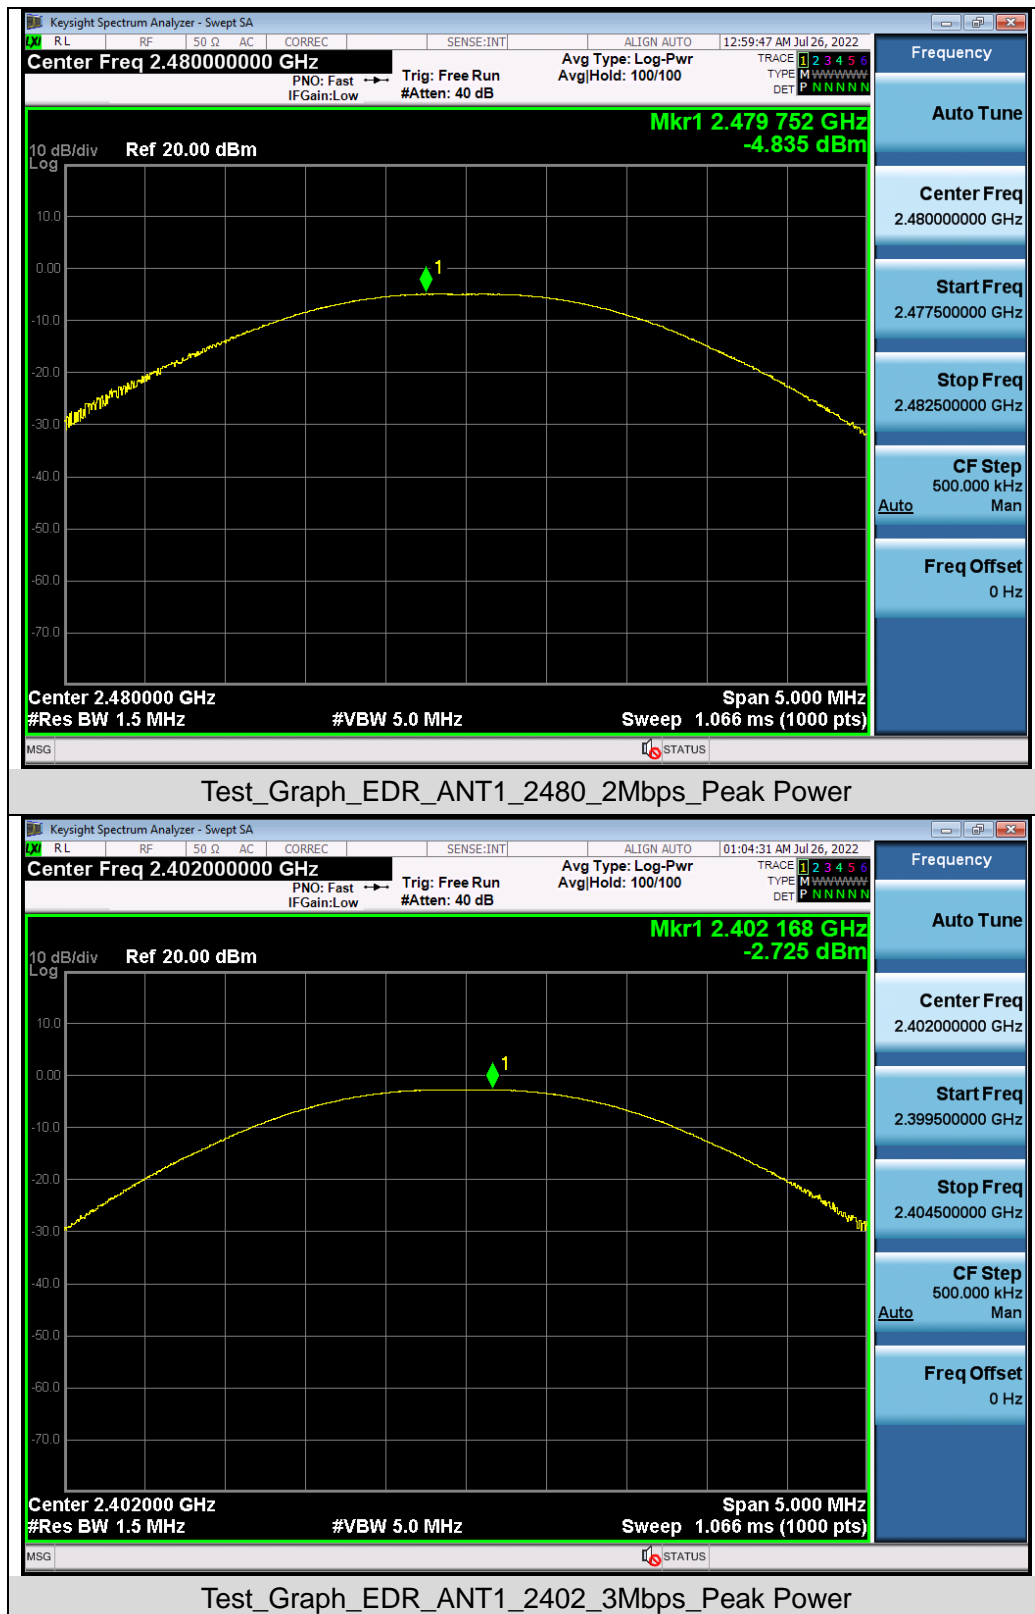 Keysight Spectrum Analyzer - Swept SA
LXI RL RF 50 Ω AC CORREC SENSE:INT ALIGN AUTO 12:59:47 AM Jul 26, 2022
Center Freq 2.480000000 GHz
PNO: Fast
IFGain:Low
Trig: Free Run
#Atten: 40 dB
Avg Type: Log-Pwr
Avg|Hold: 100/100
TRACE 1 2 3 4 5 6
TYPE M WWWWW
DET P N N N N N
Mkr1 2.479 752 GHz
-4.835 dBm
10 dB/div Ref 20.00 dBm
Log
10.0
0.00
-10.0
-20.0
-30.0
-40.0
-50.0
-60.0
-70.0
1
Center 2.480000 GHz Span 5.000 MHz
#Res BW 1.5 MHz #VBW 5.0 MHz Sweep 1.066 ms (1000 pts)
MSG STATUS
Frequency
Auto Tune
Center Freq
2.480000000 GHz
Start Freq
2.477500000 GHz
Stop Freq
2.482500000 GHz
CF Step
500.000 kHz
Auto Man
Freq Offset
0 Hz
Test_Graph_EDR_ANT1_2480_2Mbps_Peak Power
Keysight Spectrum Analyzer - Swept SA
LXI RL RF 50 Ω AC CORREC SENSE:INT ALIGN AUTO 01:04:31 AM Jul 26, 2022
Center Freq 2.402000000 GHz
PNO: Fast
IFGain:Low
Trig: Free Run
#Atten: 40 dB
Avg Type: Log-Pwr
Avg|Hold: 100/100
TRACE 1 2 3 4 5 6
TYPE M WWWWW
DET P N N N N N
Mkr1 2.402 168 GHz
-2.725 dBm
10 dB/div Ref 20.00 dBm
Log
10.0
0.00
-10.0
-20.0
-30.0
-40.0
-50.0
-60.0
-70.0
1
Center 2.402000 GHz Span 5.000 MHz
#Res BW 1.5 MHz #VBW 5.0 MHz Sweep 1.066 ms (1000 pts)
MSG STATUS
Frequency
Auto Tune
Center Freq
2.402000000 GHz
Start Freq
2.399500000 GHz
Stop Freq
2.404500000 GHz
CF Step
500.000 kHz
Auto Man
Freq Offset
0 Hz
Test_Graph_EDR_ANT1_2402_3Mbps_Peak Power